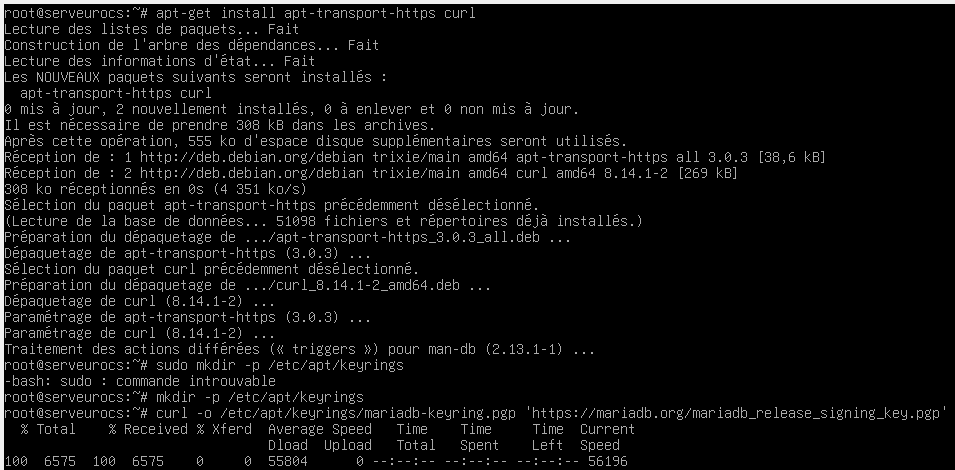 root@serveurocs:~# apt-get install apt-transport-https curl
Lecture des listes de paquets... Fait
Construction de l'arbre des dépendances... Fait
Lecture des informations d'état... Fait
Les NOUVEAUX paquets suivants seront installés :
  apt-transport-https curl
0 mis à jour, 2 nouvellement installés, 0 à enlever et 0 non mis à jour.
Il est nécessaire de prendre 308 kB dans les archives.
Après cette opération, 555 ko d'espace disque supplémentaires seront utilisés.
Réception de : 1 http://deb.debian.org/debian trixie/main amd64 apt-transport-https all 3.0.3 [38,6 kB]
Réception de : 2 http://deb.debian.org/debian trixie/main amd64 curl amd64 8.14.1-2 [269 kB]
308 ko réceptionnés en 0s (4 351 ko/s)
Sélection du paquet apt-transport-https précédemment désélectionné.
(Lecture de la base de données... 51098 fichiers et répertoires déjà installés.)
Préparation du dépaquetage de .../apt-transport-https_3.0.3_all.deb ...
Dépaquetage de apt-transport-https (3.0.3) ...
Sélection du paquet curl précédemment désélectionné.
Préparation du dépaquetage de .../curl_8.14.1-2_amd64.deb ...
Dépaquetage de curl (8.14.1-2) ...
Paramétrage de apt-transport-https (3.0.3) ...
Paramétrage de curl (8.14.1-2) ...
Traitement des actions différées (« triggers ») pour man-db (2.13.1-1) ...
root@serveurocs:~# sudo mkdir -p /etc/apt/keyrings
-bash: sudo : commande introuvable
root@serveurocs:~# mkdir -p /etc/apt/keyrings
root@serveurocs:~# curl -o /etc/apt/keyrings/mariadb-keyring.pgp 'https://mariadb.org/mariadb_release_signing_key.pgp'
  % Total    % Received % Xferd  Average Speed   Time    Time     Time  Current
                                 Dload  Upload   Total   Spent    Left  Speed
100  6575  100  6575    0     0  55804      0 --:--:-- --:--:-- --:--:-- 56196